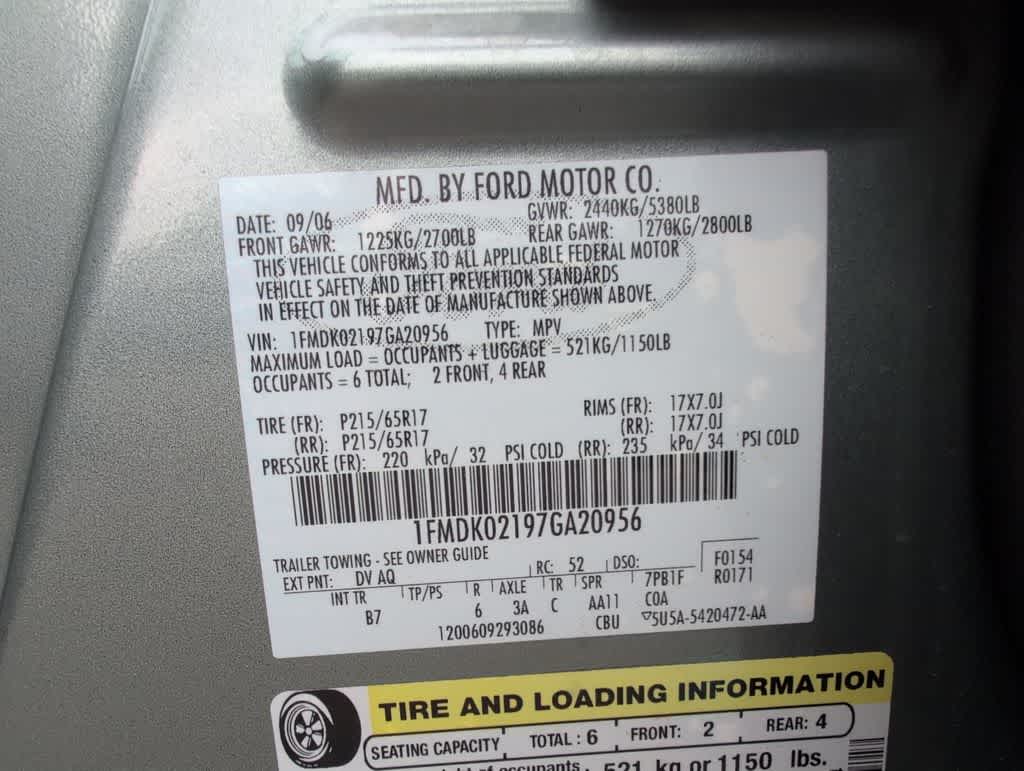 MFD. BY FORD MOTOR CO.
DATE: 09/06 GVWR: 2440KG/5380LB
FRONT GAWR: 1225KG/2700LB REAR GAWR: 1270KG/2800LB
THIS VEHICLE CONFORMS TO ALL APPLICABLE FEDERAL MOTOR
VEHICLE SAFETY AND THEFT PREVENTION STANDARDS
IN EFFECT ON THE DATE OF MANUFACTURE SHOWN ABOVE.
VIN: 1FMDK02197GA20956 TYPE: MPV
MAXIMUM LOAD = OCCUPANTS + LUGGAGE = 521KG/1150LB
OCCUPANTS = 6 TOTAL; 2 FRONT, 4 REAR
TIRE (FR): P215/65R17 RIMS (FR): 17X7.0J
(RR): P215/65R17 (RR): 17X7.0J
PRESSURE (FR): 220 kPa/ 32 PSI COLD (RR): 235 kPa/ 34 PSI COLD
1FMDK02197GA20956
TRAILER TOWING - SEE OWNER GUIDE
EXT PNT: DV AQ RC: 52 DSO: F0154
INT TR TP/PS R AXLE TR SPR 7PB1F R0171
B7 6 3A C AA11 COA
1200609293086 CBU ▽5U5A-5420472-AA
TIRE AND LOADING INFORMATION
SEATING CAPACITY TOTAL : 6 FRONT: 2 REAR: 4
of occupants 521 kg or 1150 lbs.